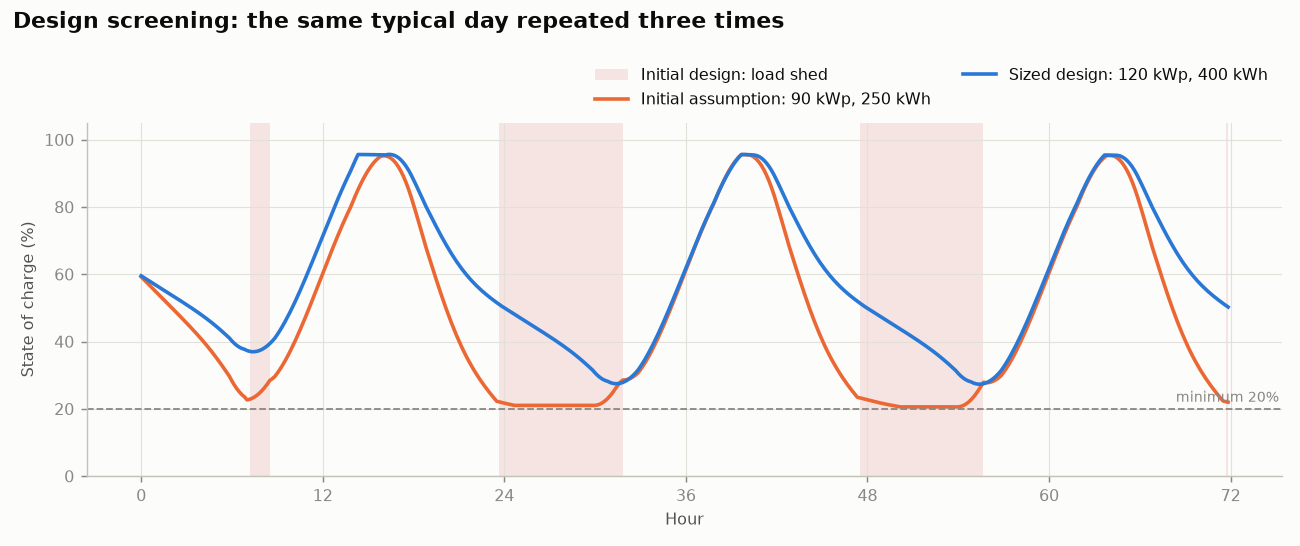 Design screening: the same typical day repeated three times
Initial design: load shed
Initial assumption: 90 kWp, 250 kWh
Sized design: 120 kWp, 400 kWh
State of charge (%)
100
80
60
40
20
0
minimum 20%
0 12 24 36 48 60 72
Hour